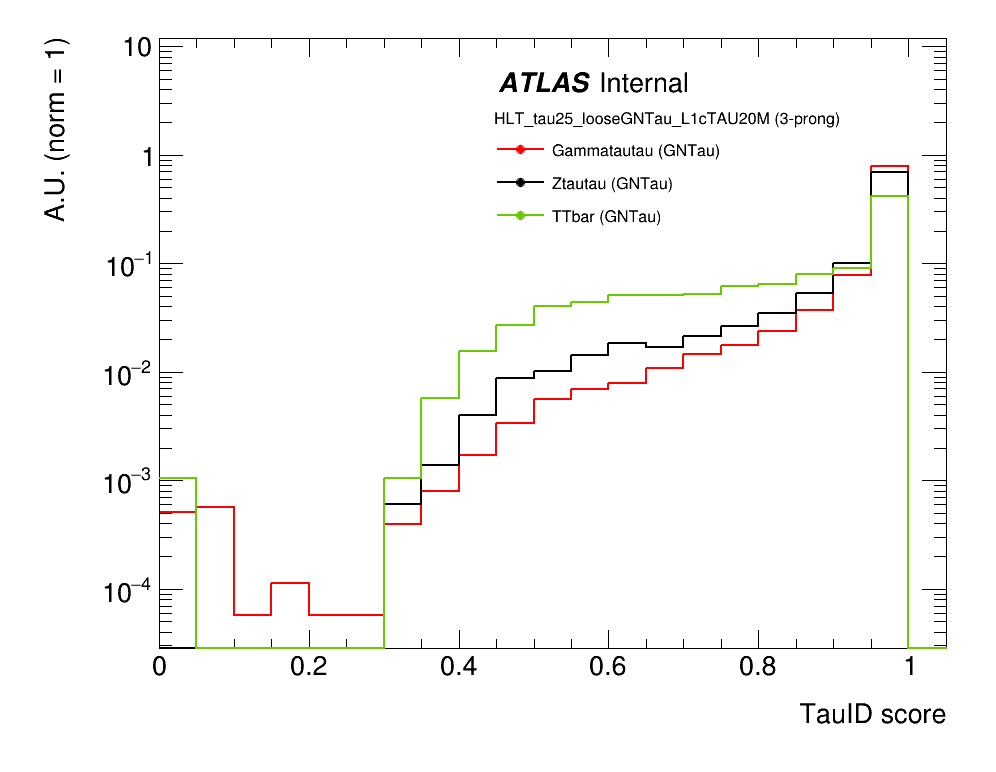 A.U. (norm = 1)
10
1
10⁻¹
10⁻²
10⁻³
10⁻⁴
ATLAS Internal
HLT_tau25_looseGNTau_L1cTAU20M (3-prong)
Gammatautau (GNTau)
Ztautau (GNTau)
TTbar (GNTau)
0 0.2 0.4 0.6 0.8 1
TauID score